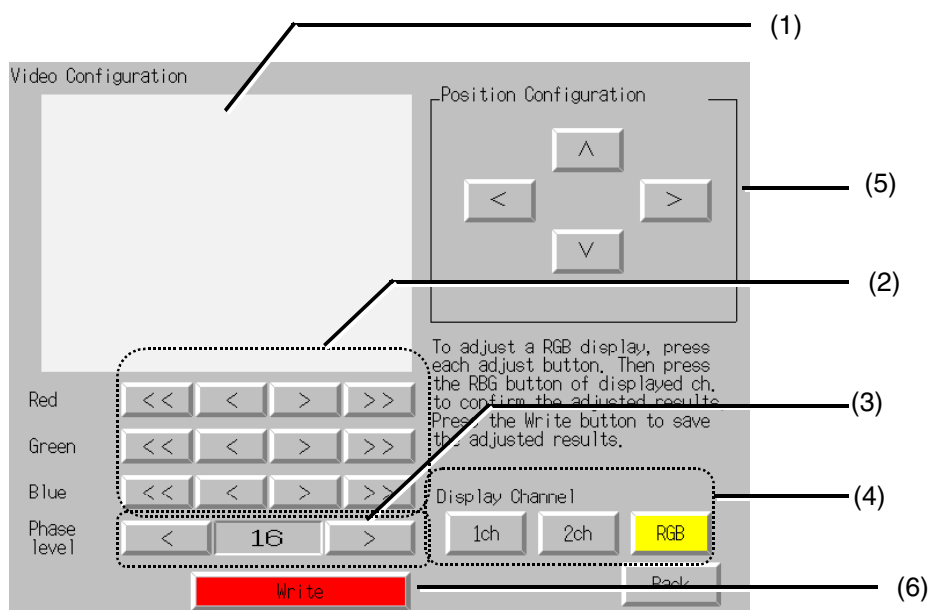 (1)
Video Configuration
Position Configuration
^
< >
(5)
v
(2)
To adjust a RGB display, press
each adjust button. Then press
the RBG button of displayed ch.
to confirm the adjusted results.
Press the Write button to save
the adjusted results.
Red << < > >>
(3)
Green << < > >>
Blue << < > >>
Display Channel
(4)
Phase
level
< 16 >
1ch 2ch RGB
Write
Back
(6)